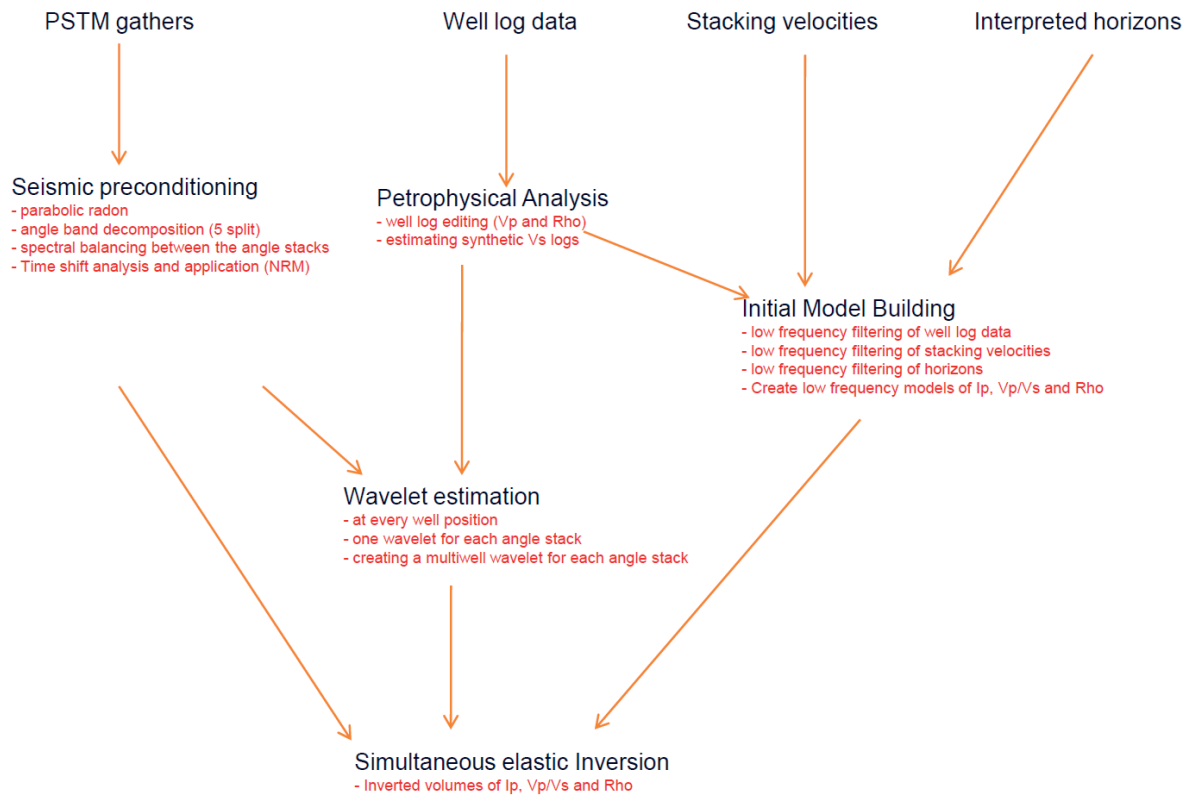 PSTM gathers
Well log data
Stacking velocities
Interpreted horizons
Seismic preconditioning
- parabolic radon
- angle band decomposition (5 split)
- spectral balancing between the angle stacks
- Time shift analysis and application (NRM)
Petrophysical Analysis
- well log editing (Vp and Rho)
- estimating synthetic Vs logs
Initial Model Building
- low frequency filtering of well log data
- low frequency filtering of stacking velocities
- low frequency filtering of horizons
- Create low frequency models of Ip, Vp/Vs and Rho
Wavelet estimation
- at every well position
- one wavelet for each angle stack
- creating a multiwell wavelet for each angle stack
Simultaneous elastic Inversion
- Inverted volumes of Ip, Vp/Vs and Rho